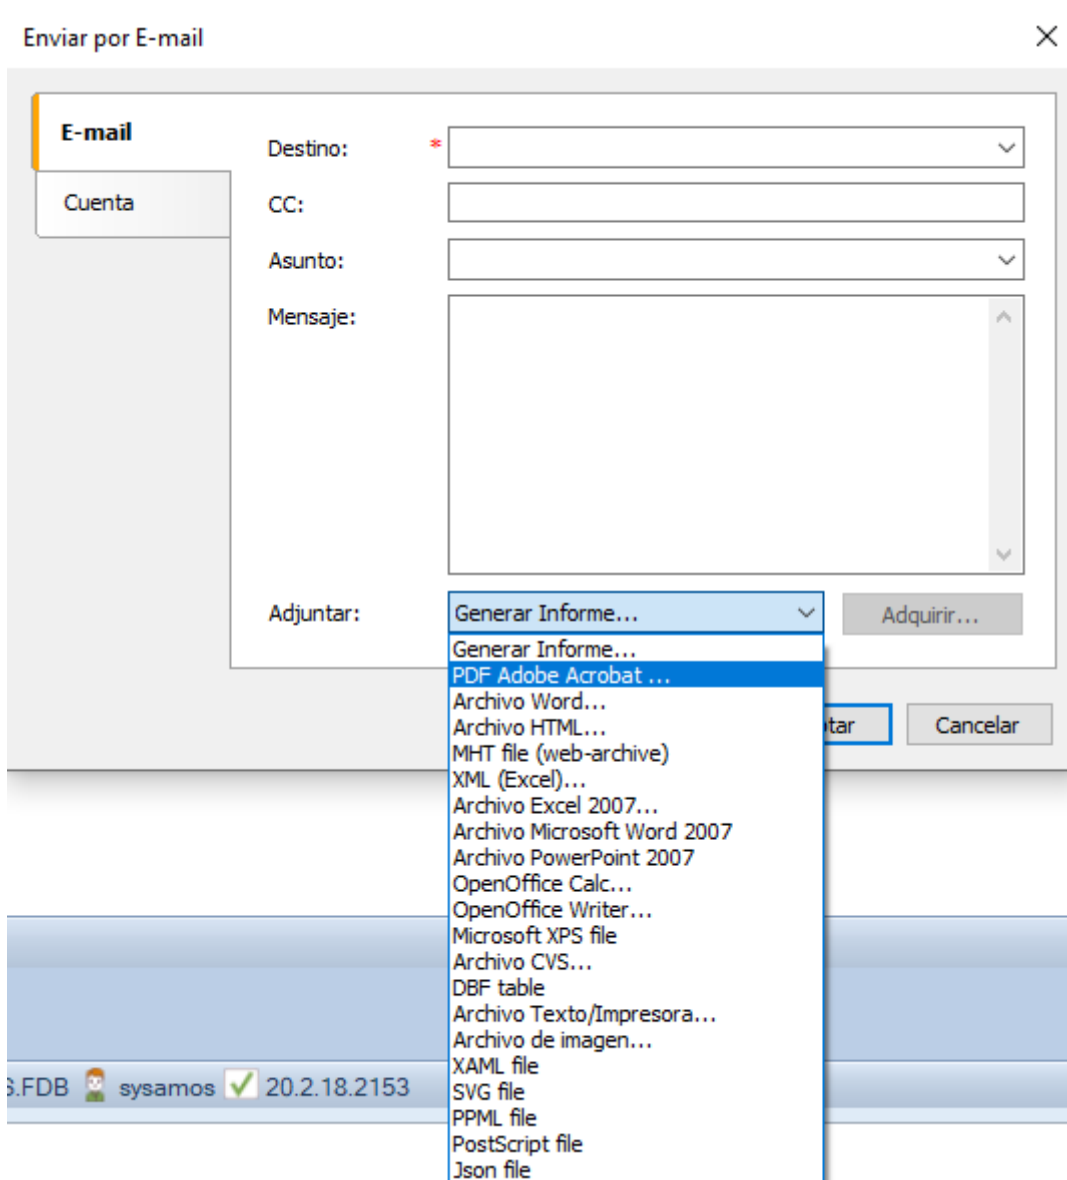 Enviar por E-mail
E-mail
Cuenta
Destino: *
CC:
Asunto:
Mensaje:
Adjuntar: Generar Informe... Adquirir...
Generar Informe...
PDF Adobe Acrobat ...
Archivo Word...
Archivo HTML...
MHT file (web-archive)
XML (Excel)...
Archivo Excel 2007...
Archivo Microsoft Word 2007
Archivo PowerPoint 2007
OpenOffice Calc...
OpenOffice Writer...
Microsoft XPS file
Archivo CVS...
DBF table
Archivo Texto/Impresora...
Archivo de imagen...
XAML file
SVG file
PPML file
PostScript file
Json file
tar Cancelar
.FDB sysamos 20.2.18.2153